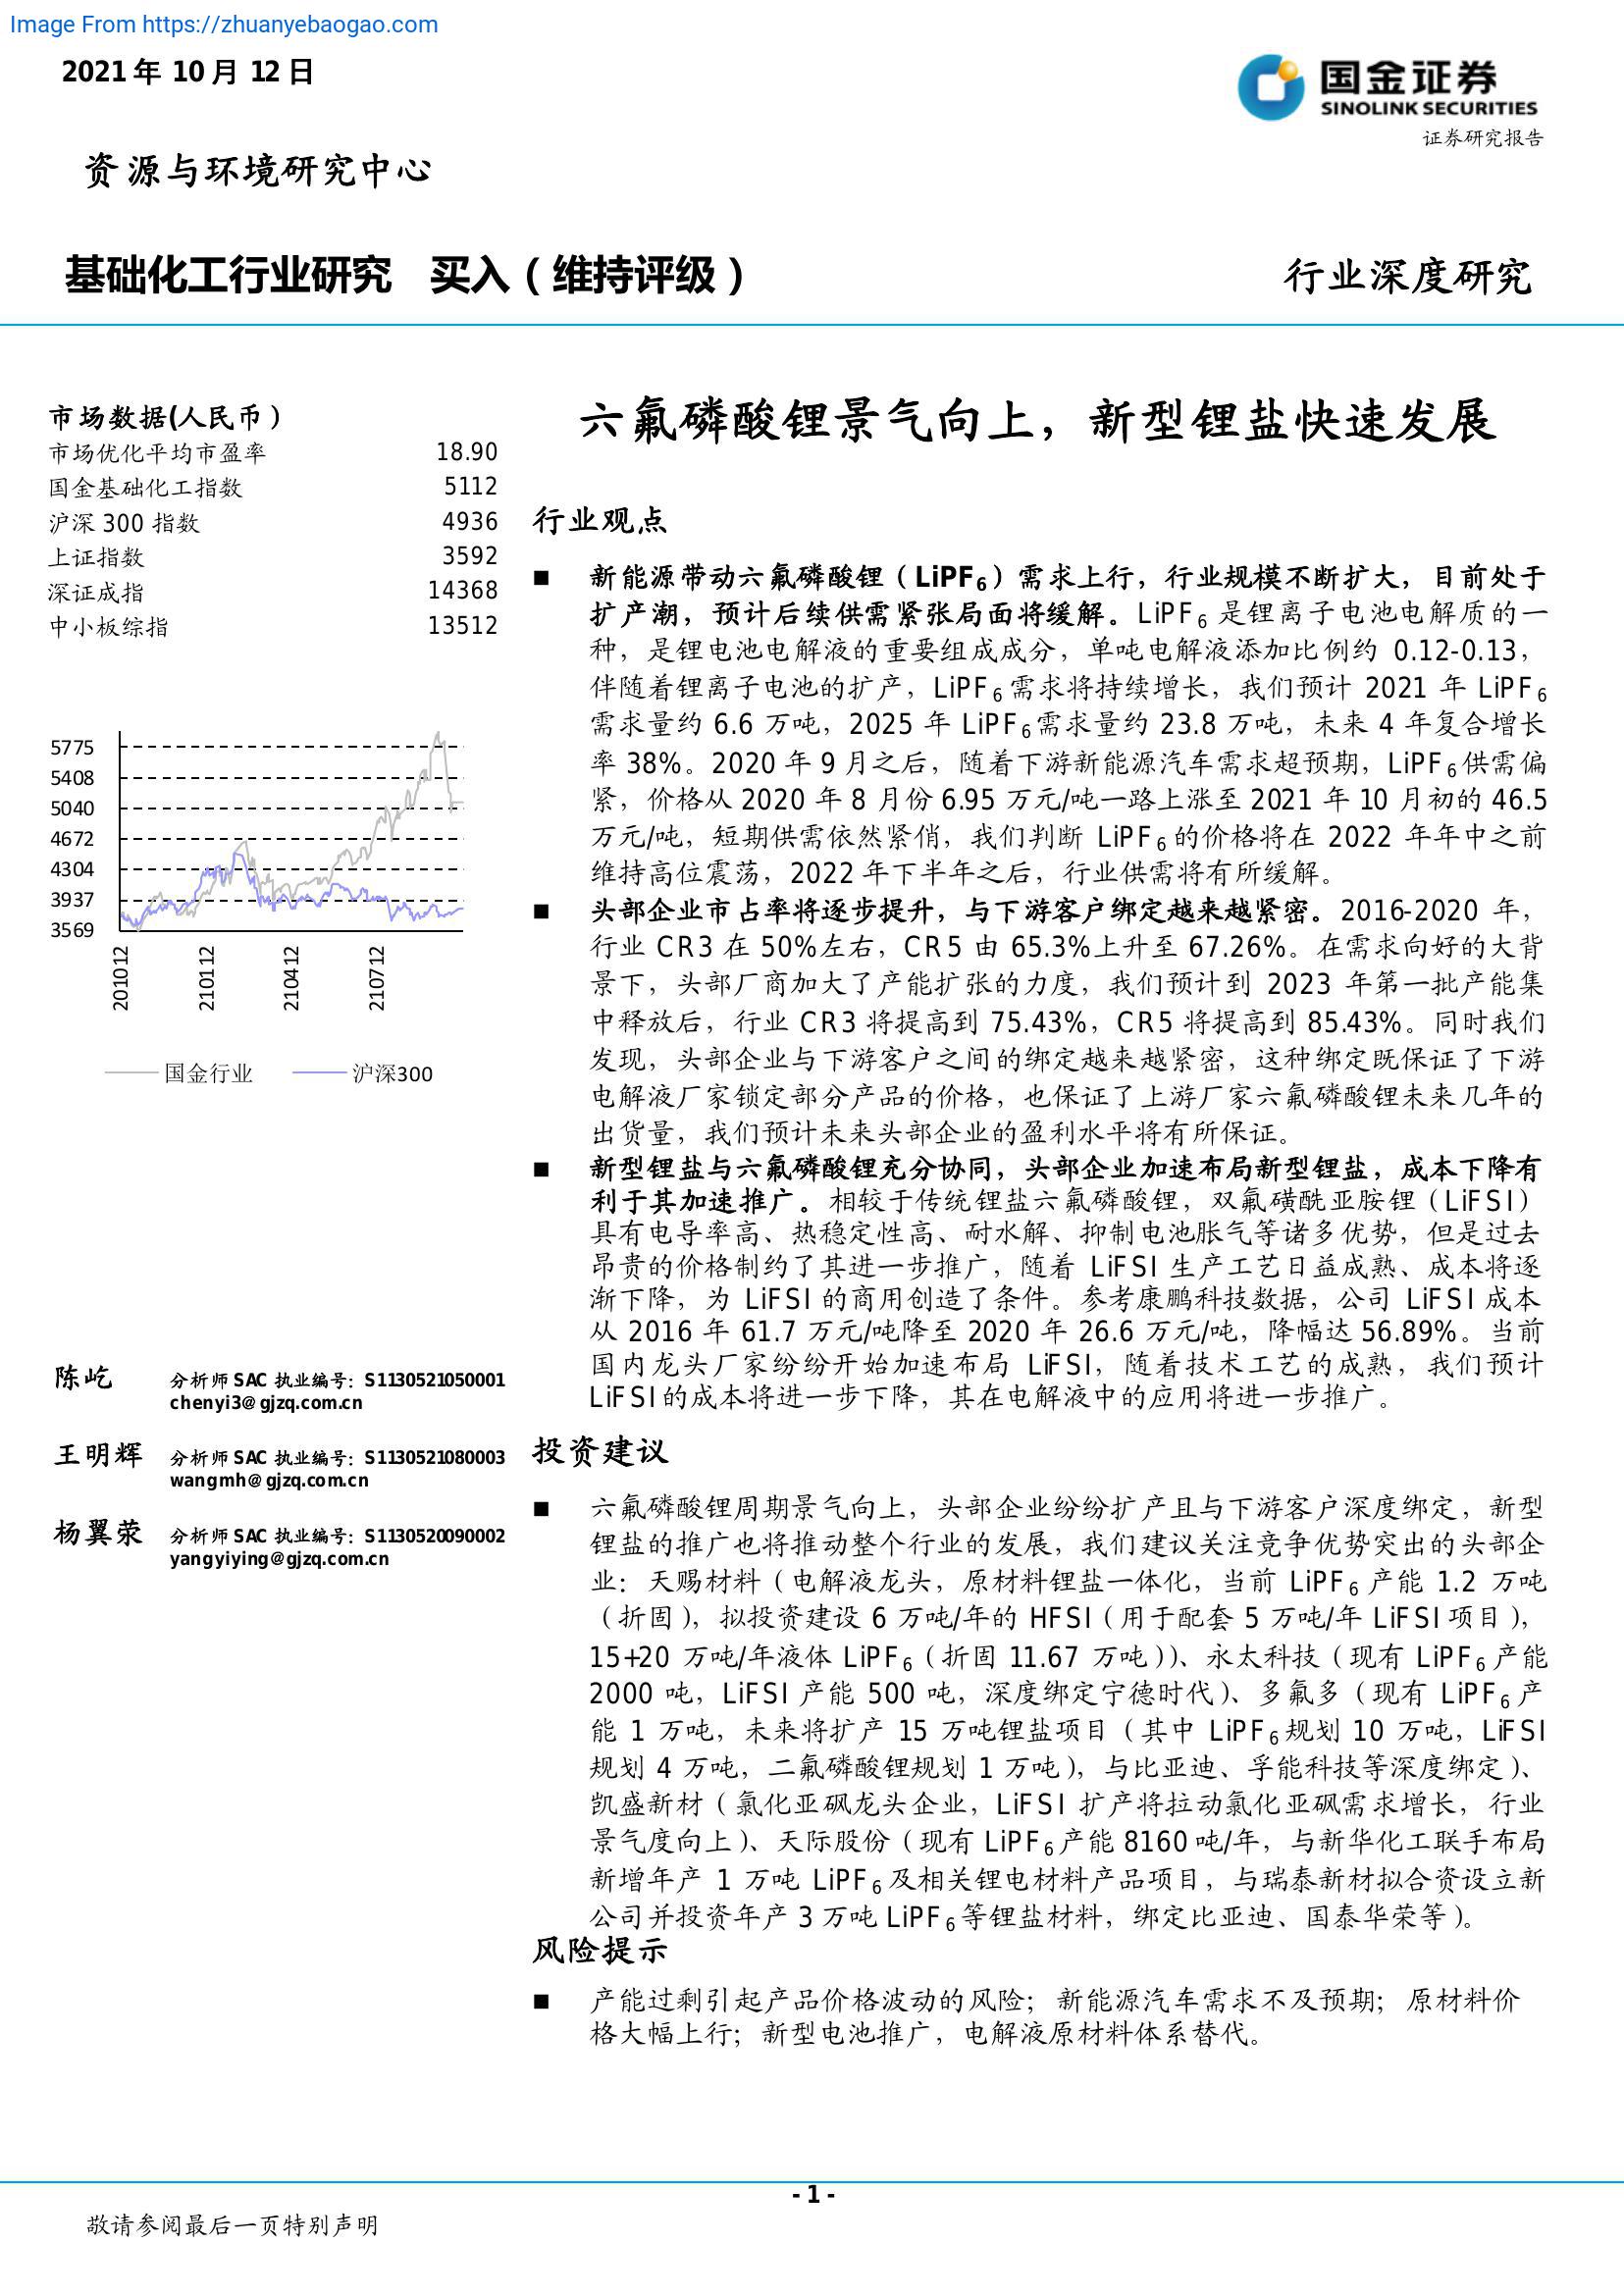 Image From https://zhuanyebaogao.com
2021 年 10 月 12 日
国金证券
SINOLINK SECURITIES
证券研究报告
资源与环境研究中心
基础化工行业研究 买入（维持评级）
行业深度研究
市场数据(人民币）
市场优化平均市盈率 18.90
国金基础化工指数 5112
沪深 300 指数 4936
上证指数 3592
深证成指 14368
中小板综指 13512
5775
5408
5040
4672
4304
3937
3569
201012
210112
210412
210712
国金行业 沪深300
陈屹 分析师 SAC 执业编号：S1130521050001
chenyi3@gjzq.com.cn
王明辉 分析师 SAC 执业编号：S1130521080003
wangmh@gjzq.com.cn
杨翼荣 分析师 SAC 执业编号：S1130520090002
yangyiying@gjzq.com.cn
六氟磷酸锂景气向上，新型锂盐快速发展
行业观点
■ 新能源带动六氟磷酸锂（LiPF₆）需求上行，行业规模不断扩大，目前处于
扩产潮，预计后续供需紧张局面将缓解。LiPF₆ 是锂离子电池电解质的一
种，是锂电池电解液的重要组成成分，单吨电解液添加比例约 0.12-0.13，
伴随着锂离子电池的扩产，LiPF₆需求将持续增长，我们预计 2021 年 LiPF₆
需求量约 6.6 万吨，2025 年 LiPF₆需求量约 23.8 万吨，未来 4 年复合增长
率 38%。2020 年 9 月之后，随着下游新能源汽车需求超预期，LiPF₆供需偏
紧，价格从 2020 年 8 月份 6.95 万元/吨一路上涨至 2021 年 10 月初的 46.5
万元/吨，短期供需依然紧俏，我们判断 LiPF₆的价格将在 2022 年年中之前
维持高位震荡，2022 年下半年之后，行业供需将有所缓解。
■ 头部企业市占率将逐步提升，与下游客户绑定越来越紧密。2016-2020 年，
行业 CR3 在 50%左右，CR5 由 65.3%上升至 67.26%。在需求向好的大背
景下，头部厂商加大了产能扩张的力度，我们预计到 2023 年第一批产能集
中释放后，行业 CR3 将提高到 75.43%，CR5 将提高到 85.43%。同时我们
发现，头部企业与下游客户之间的绑定越来越紧密，这种绑定既保证了下游
电解液厂家锁定部分产品的价格，也保证了上游厂家六氟磷酸锂未来几年的
出货量，我们预计未来头部企业的盈利水平将有所保证。
■ 新型锂盐与六氟磷酸锂充分协同，头部企业加速布局新型锂盐，成本下降有
利于其加速推广。相较于传统锂盐六氟磷酸锂，双氟磺酰亚胺锂（LiFSI）
具有电导率高、热稳定性高、耐水解、抑制电池胀气等诸多优势，但是过去
昂贵的价格制约了其进一步推广，随着 LiFSI 生产工艺日益成熟、成本将逐
渐下降，为 LiFSI 的商用创造了条件。参考康鹏科技数据，公司 LiFSI 成本
从 2016 年 61.7 万元/吨降至 2020 年 26.6 万元/吨，降幅达 56.89%。当前
国内龙头厂家纷纷开始加速布局 LiFSI，随着技术工艺的成熟，我们预计
LiFSI 的成本将进一步下降，其在电解液中的应用将进一步推广。
投资建议
■ 六氟磷酸锂周期景气向上，头部企业纷纷扩产且与下游客户深度绑定，新型
锂盐的推广也将推动整个行业的发展，我们建议关注竞争优势突出的头部企
业：天赐材料（电解液龙头，原材料锂盐一体化，当前 LiPF₆ 产能 1.2 万吨
（折固），拟投资建设 6 万吨/年的 HFSI（用于配套 5 万吨/年 LiFSI 项目），
15+20 万吨/年液体 LiPF₆（折固 11.67 万吨））、永太科技（现有 LiPF₆产能
2000 吨，LiFSI 产能 500 吨，深度绑定宁德时代）、多氟多（现有 LiPF₆产
能 1 万吨，未来将扩产 15 万吨锂盐项目（其中 LiPF₆规划 10 万吨，LiFSI
规划 4 万吨，二氟磷酸锂规划 1 万吨），与比亚迪、孚能科技等深度绑定）、
凯盛新材（氯化亚砜龙头企业，LiFSI 扩产将拉动氯化亚砜需求增长，行业
景气度向上）、天际股份（现有 LiPF₆产能 8160 吨/年，与新华化工联手布局
新增年产 1 万吨 LiPF₆及相关锂电材料产品项目，与瑞泰新材拟合资设立新
公司并投资年产 3 万吨 LiPF₆等锂盐材料，绑定比亚迪、国泰华荣等）。
风险提示
■ 产能过剩引起产品价格波动的风险；新能源汽车需求不及预期；原材料价
格大幅上行；新型电池推广，电解液原材料体系替代。
- 1 -
敬请参阅最后一页特别声明